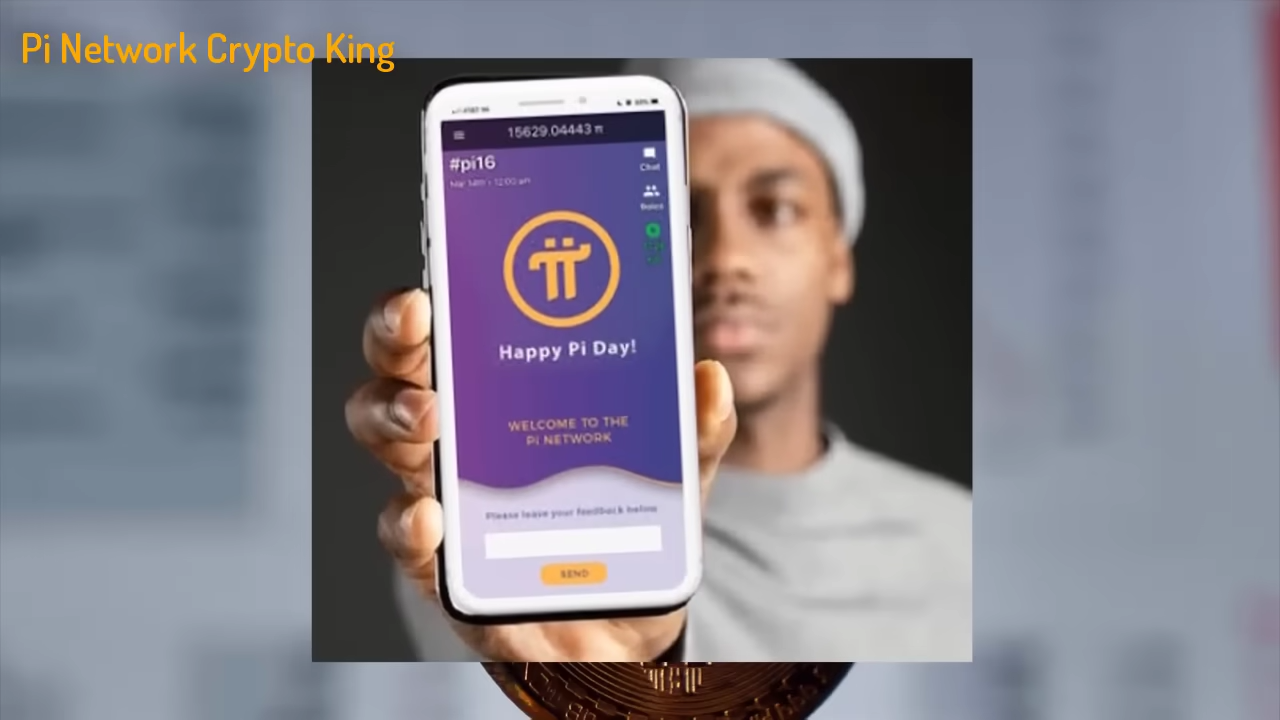 Pi Network Crypto King
15629.04443 π
#pi16
Chat
Happy Pi Day!
WELCOME TO THE
Pi NETWORK
Please leave your feedback below
SEND